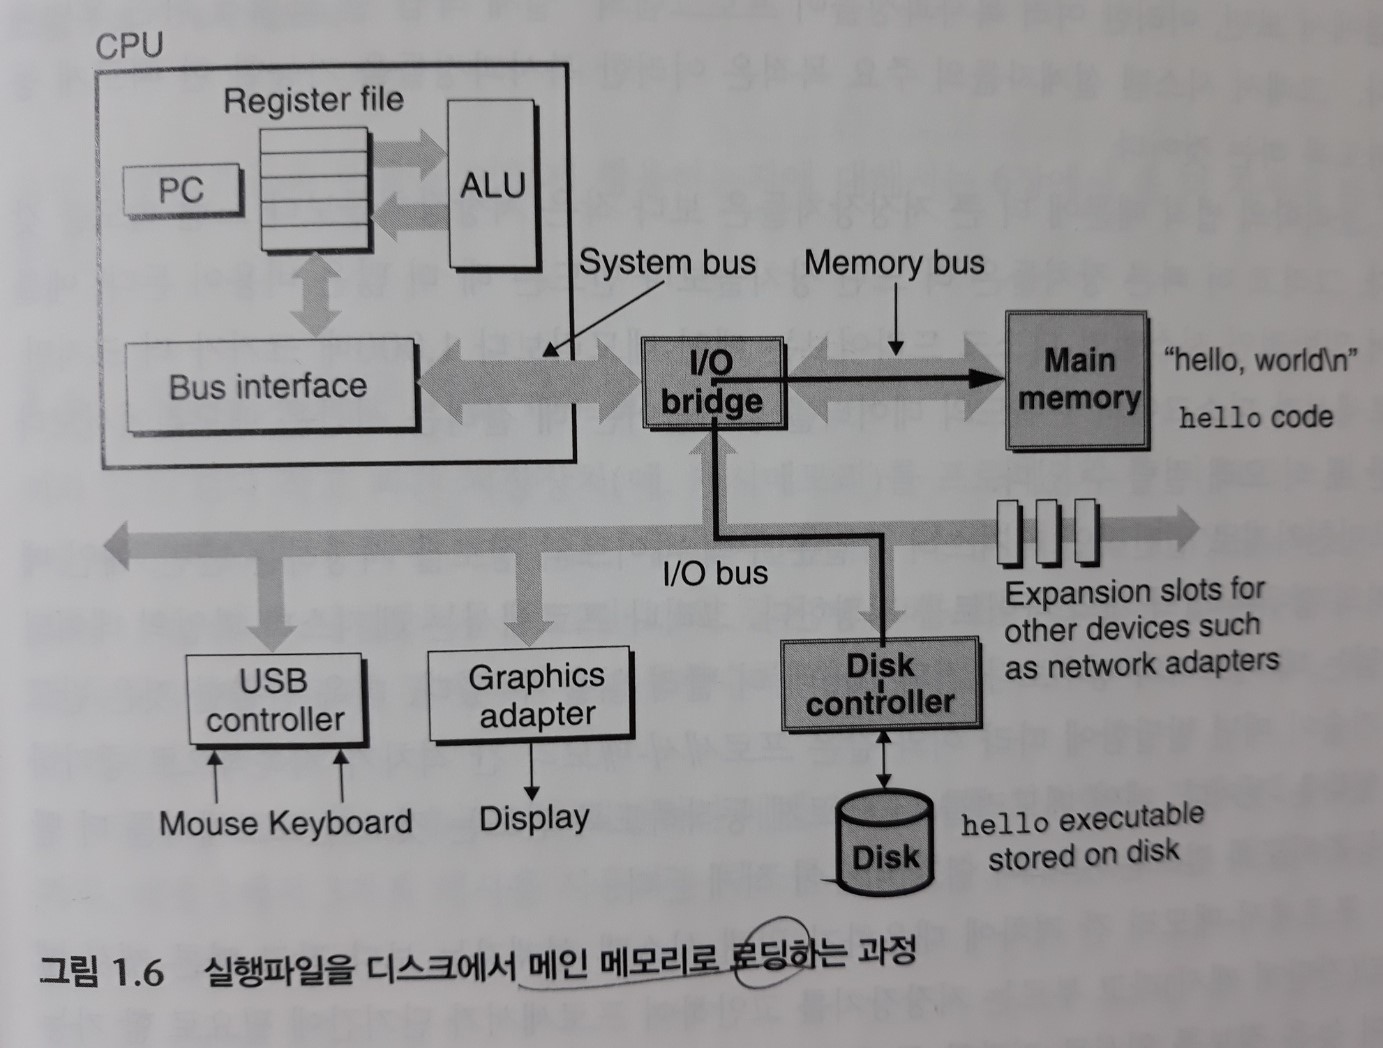 CPU
Register file
PC
ALU
System bus
Memory bus
Bus interface
I/O
bridge
Main
memory
“hello, world\n”
hello code
I/O bus
Expansion slots for
other devices such
as network adapters
USB
controller
Graphics
adapter
Disk
controller
Mouse Keyboard
Display
Disk
hello executable
stored on disk
그림 1.6 실행파일을 디스크에서 메인 메모리로 로딩하는 과정